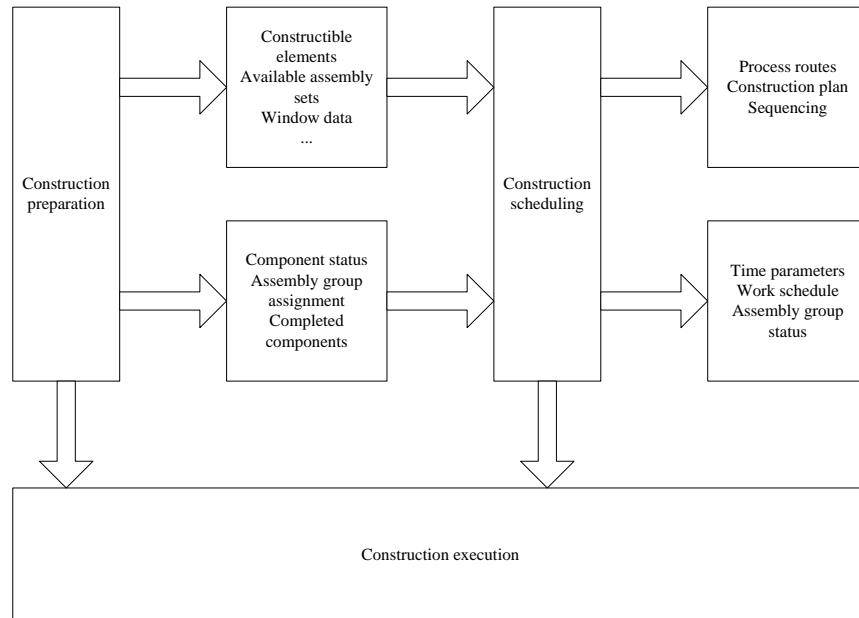 Construction
preparation
Constructible
elements
Available assembly
sets
Window data
...
Component status
Assembly group
assignment
Completed
components
Construction
scheduling
Process routes
Construction plan
Sequencing
Time parameters
Work schedule
Assembly group
status
Construction execution